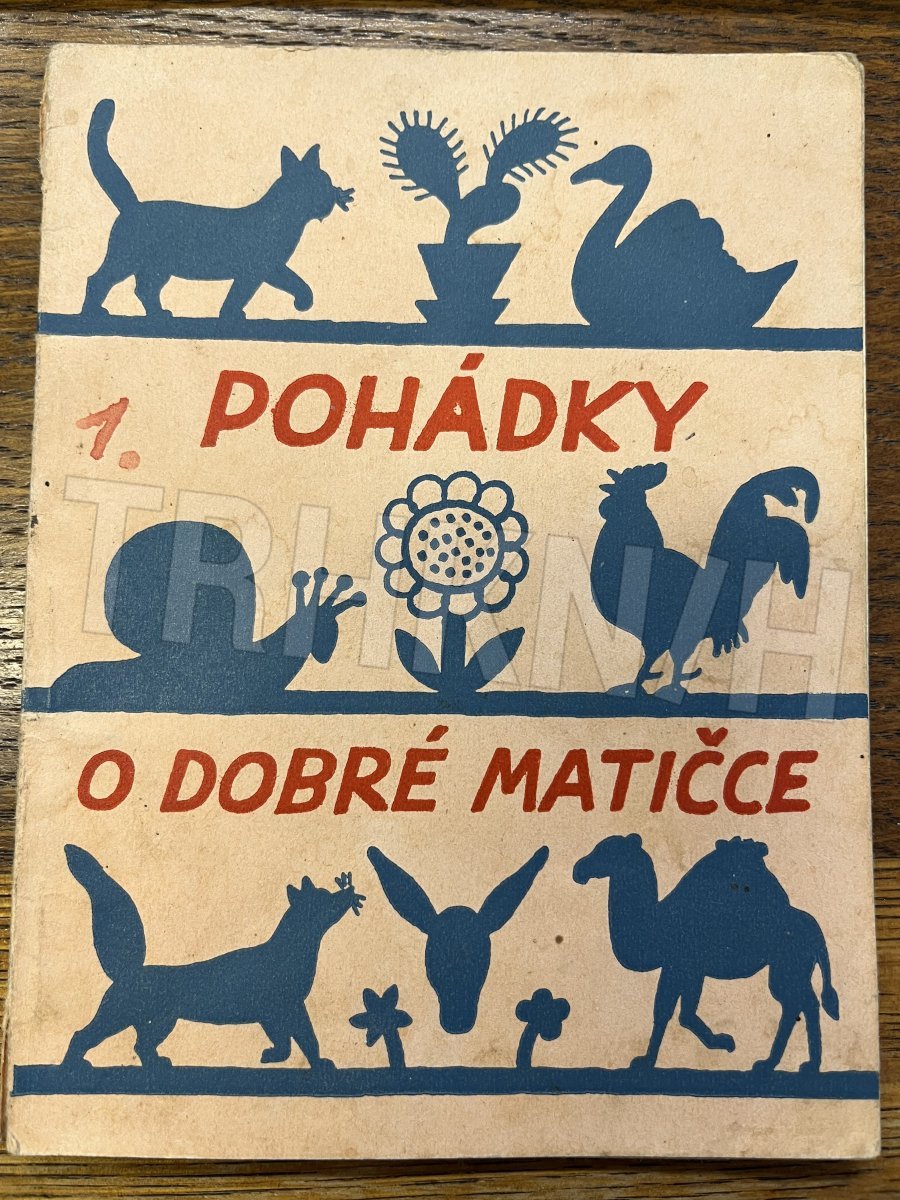 POHÁDKY
1.
O DOBRÉ MATIČCE